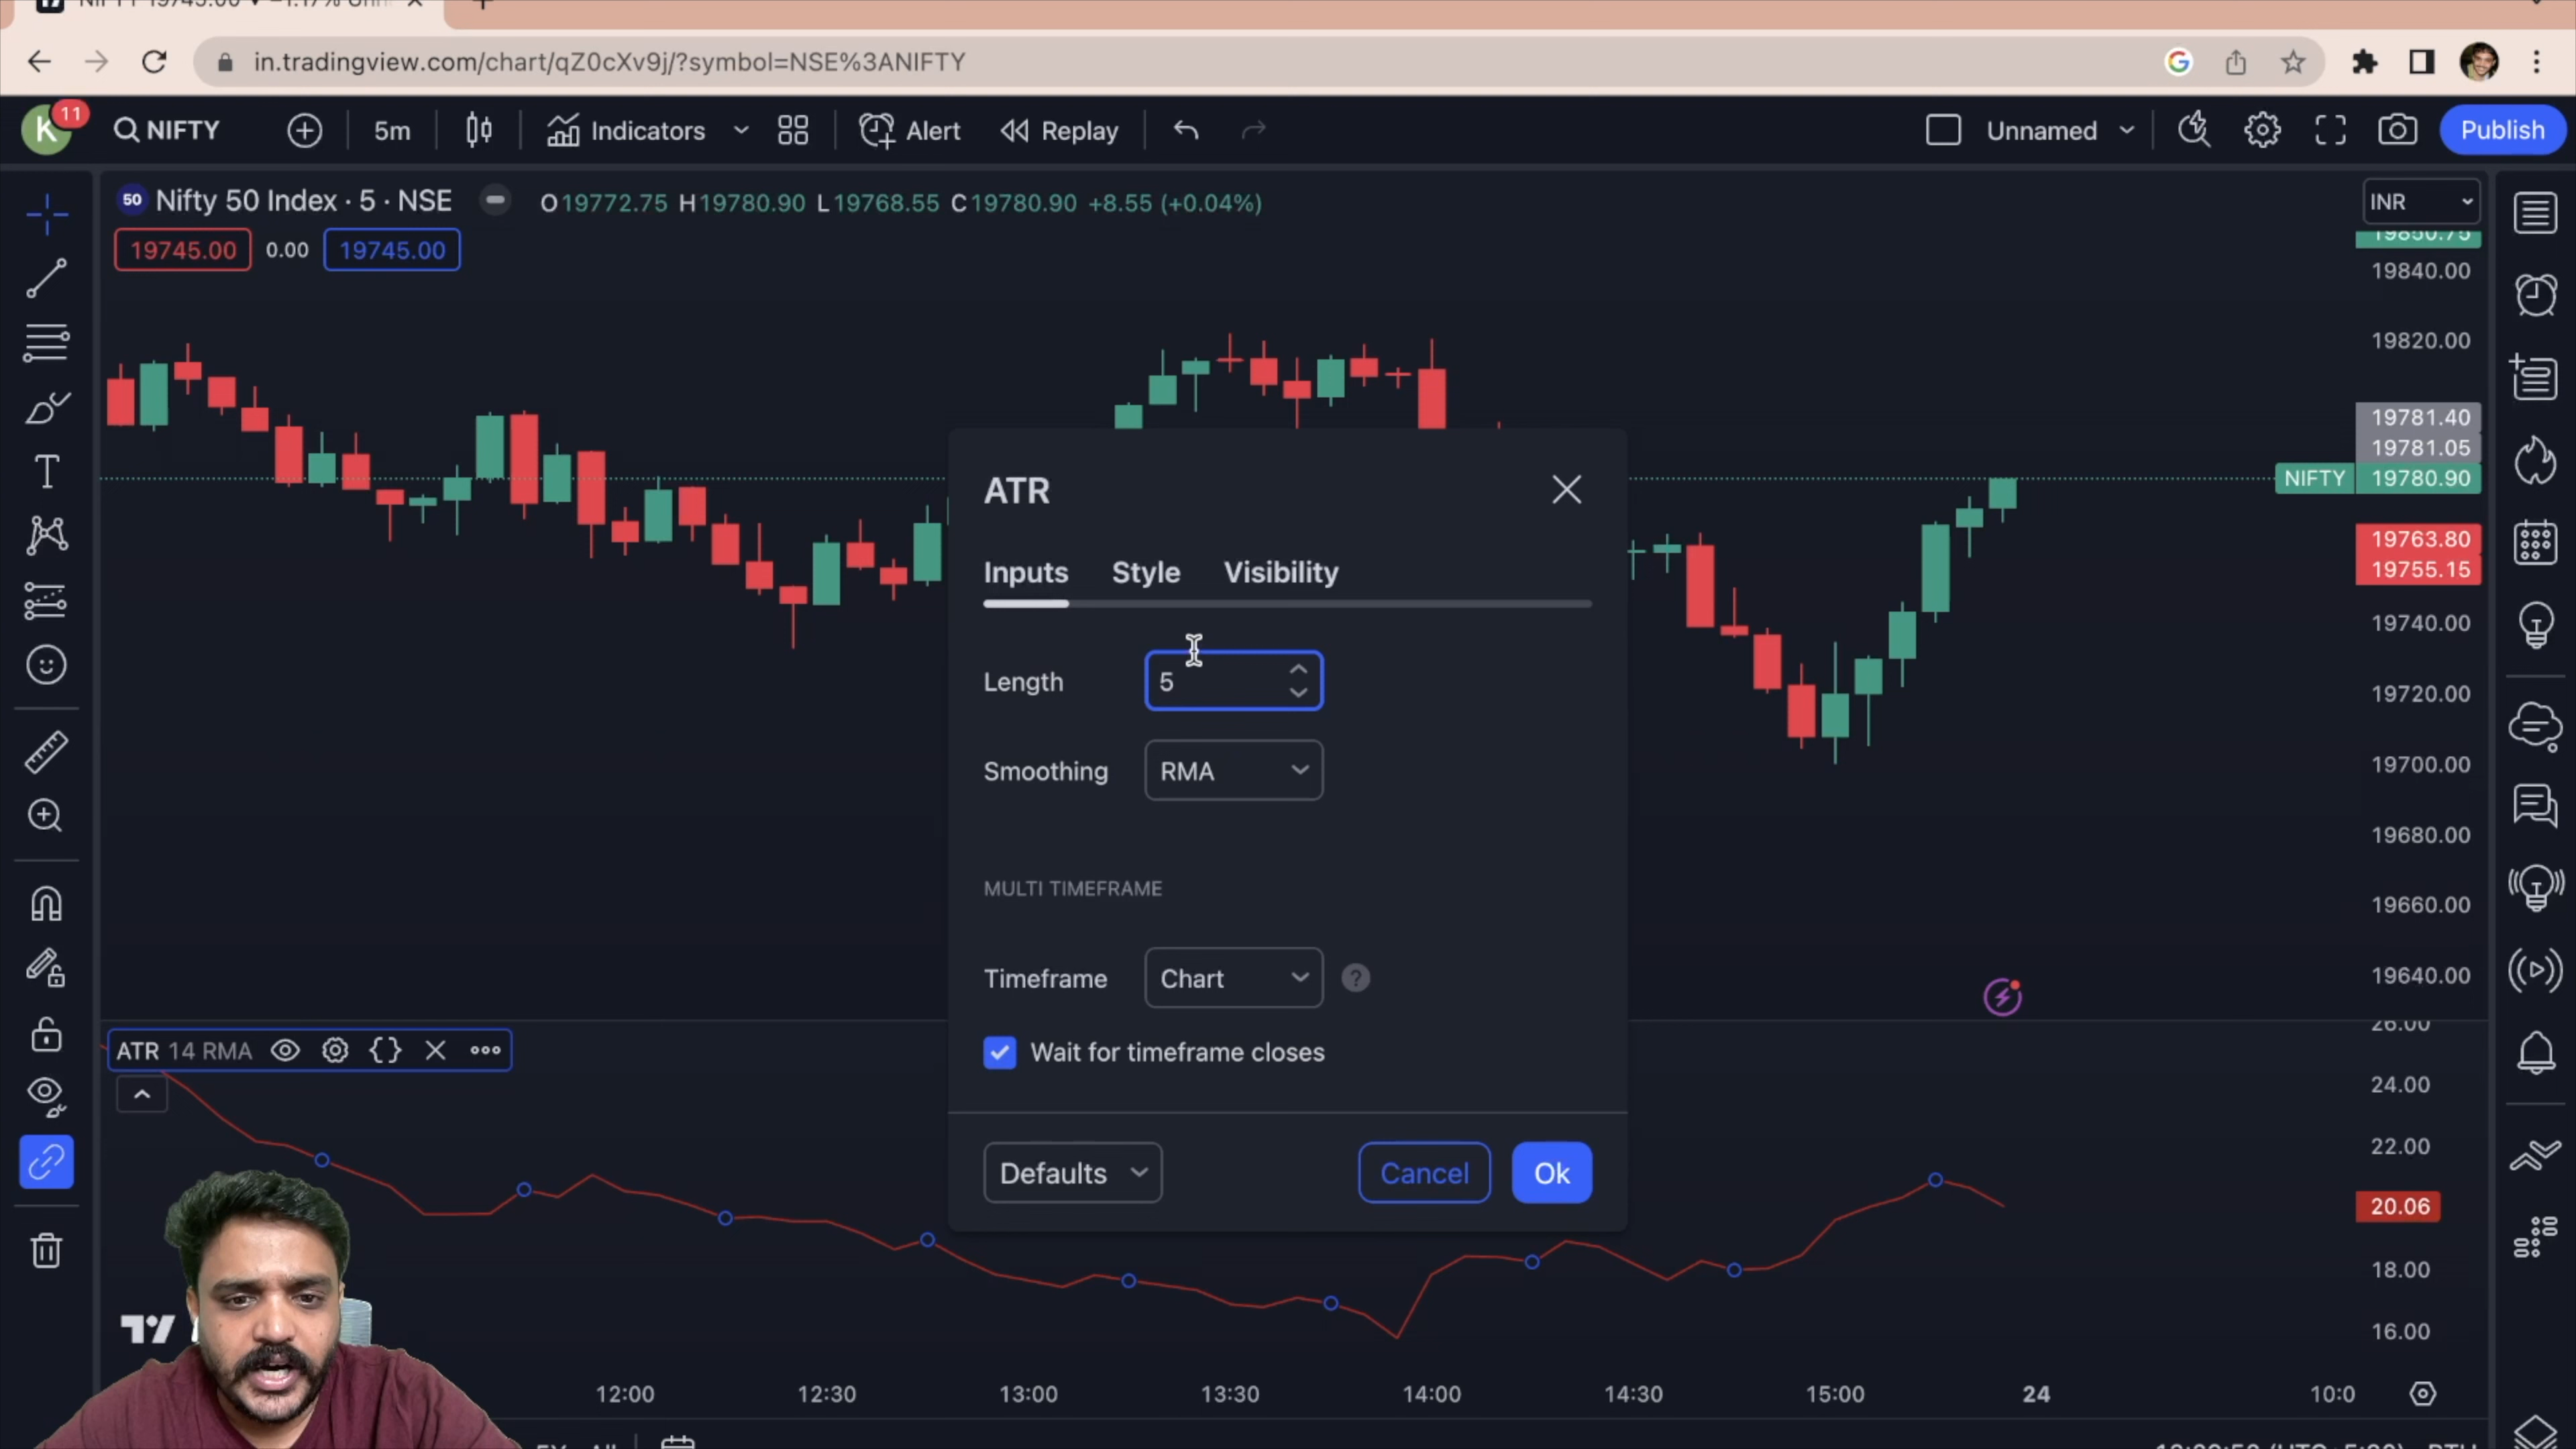 in.tradingview.com/chart/qZ0cXv9j/?symbol=NSE%3ANIFTY
K 11 NIFTY 5m Indicators Alert Replay Unnamed Publish
50 Nifty 50 Index · 5 · NSE O19772.75 H19780.90 L19768.55 C19780.90 +8.55 (+0.04%) INR
19745.00 0.00 19745.00
19850.75
19840.00
19820.00
19781.40
19781.05
NIFTY 19780.90
19763.80
19755.15
19740.00
19720.00
19700.00
19680.00
19660.00
19640.00
ATR
Inputs Style Visibility
Length 5
Smoothing RMA
MULTI TIMEFRAME
Timeframe Chart ?
Wait for timeframe closes
Defaults Cancel Ok
ATR 14 RMA
26.00
24.00
22.00
20.06
18.00
16.00
12:00 12:30 13:00 13:30 14:00 14:30 15:00 24 10:0